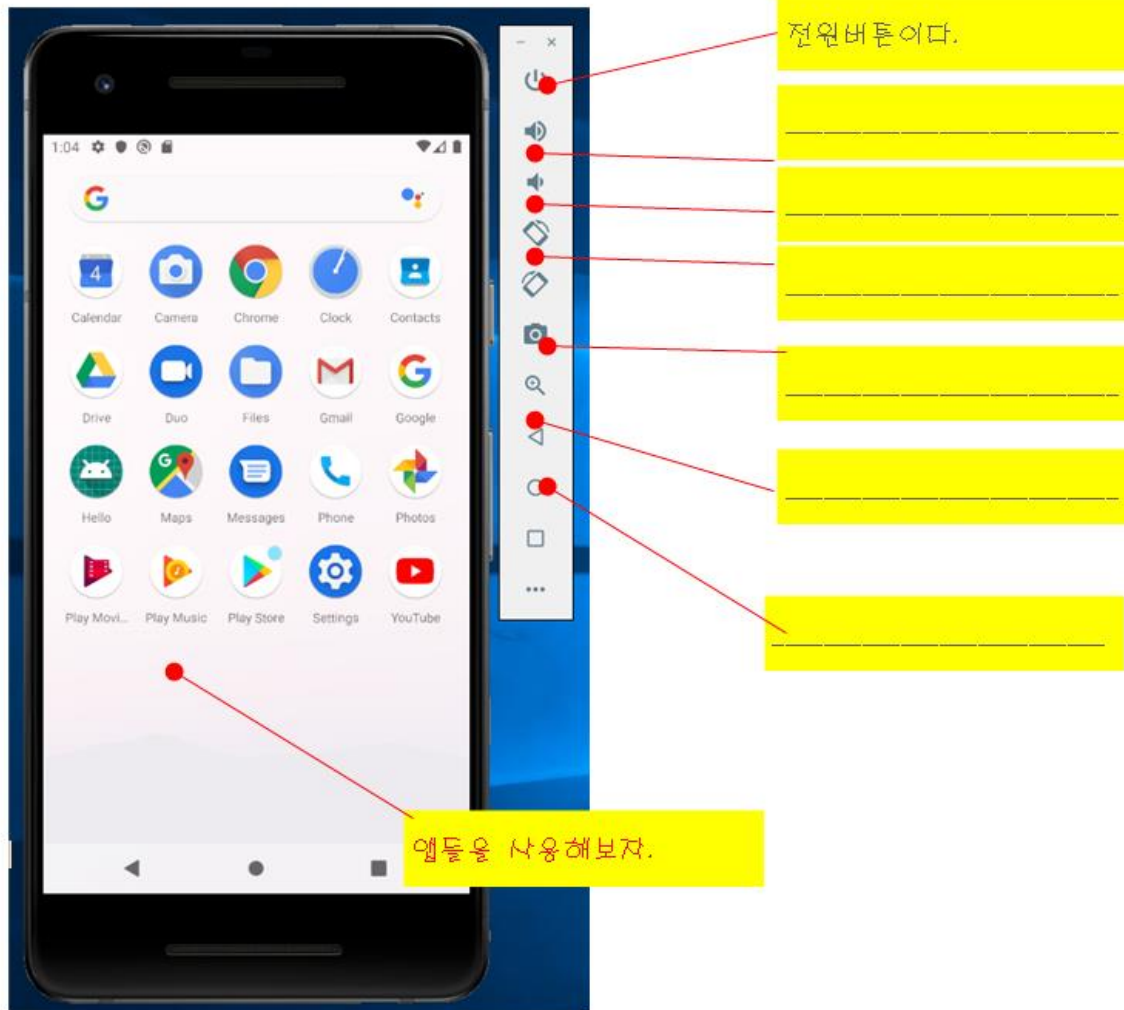 전원버튼이다.
1:04
4
Calendar Camera Chrome Clock Contacts
Drive Duo Files Gmail Google
Hello Maps Messages Phone Photos
Play Movi... Play Music Play Store Settings YouTube
앱들을 사용해보자.